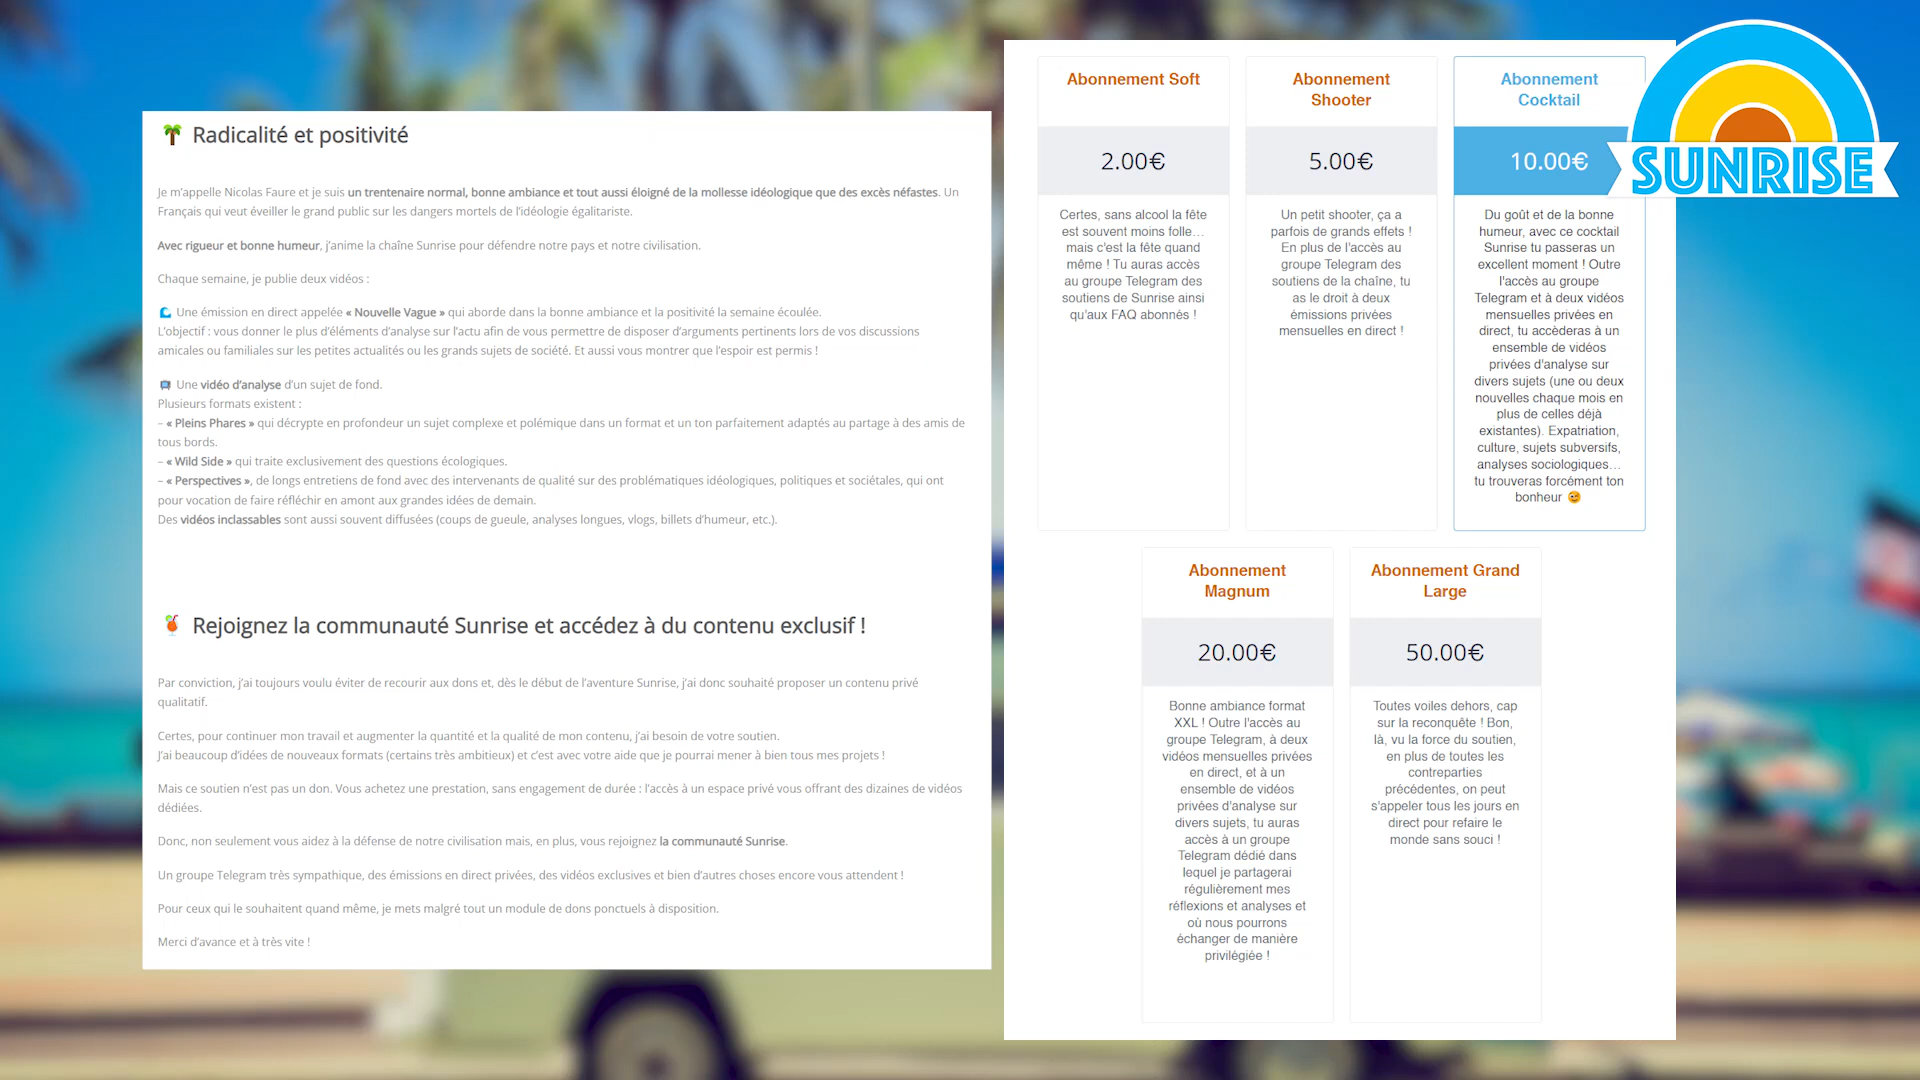 🌴 Radicalité et positivité
Je m'appelle Nicolas Faure et je suis un trentenaire normal, bonne ambiance et tout aussi éloigné de la mollesse idéologique que des excès néfastes. Un
Français qui veut éveiller le grand public sur les dangers mortels de l'idéologie égalitariste.
Avec rigueur et bonne humeur, j'anime la chaîne Sunrise pour défendre notre pays et notre civilisation.
Chaque semaine, je publie deux vidéos :
🌊 Une émission en direct appelée « Nouvelle Vague » qui aborde dans la bonne ambiance et la positivité la semaine écoulée.
L'objectif : vous donner le plus d'éléments d'analyse sur l'actu afin de vous permettre de disposer d'arguments pertinents lors de vos discussions
amicales ou familiales sur les petites actualités ou les grands sujets de société. Et aussi vous montrer que l'espoir est permis !
📺 Une vidéo d'analyse d'un sujet de fond.
Plusieurs formats existent :
– « Pleins Phares » qui décrypte en profondeur un sujet complexe et polémique dans un format et un ton parfaitement adaptés au partage à des amis de
tous bords.
– « Wild Side » qui traite exclusivement des questions écologiques.
– « Perspectives », de longs entretiens de fond avec des intervenants de qualité sur des problématiques idéologiques, politiques et sociétales, qui ont
pour vocation de faire réfléchir en amont aux grandes idées de demain.
Des vidéos inclassables sont aussi souvent diffusées (coups de gueule, analyses longues, vlogs, billets d'humeur, etc.).
🍹 Rejoignez la communauté Sunrise et accédez à du contenu exclusif !
Par conviction, j'ai toujours voulu éviter de recourir aux dons et, dès le début de l'aventure Sunrise, j'ai donc souhaité proposer un contenu privé
qualitatif.
Certes, pour continuer mon travail et augmenter la quantité et la qualité de mon contenu, j'ai besoin de votre soutien.
J'ai beaucoup d'idées de nouveaux formats (certains très ambitieux) et c'est avec votre aide que je pourrai mener à bien tous mes projets !
Mais ce soutien n'est pas un don. Vous achetez une prestation, sans engagement de durée : l'accès à un espace privé vous offrant des dizaines de vidéos
dédiées.
Donc, non seulement vous aidez à la défense de notre civilisation mais, en plus, vous rejoignez la communauté Sunrise.
Un groupe Telegram très sympathique, des émissions en direct privées, des vidéos exclusives et bien d'autres choses encore vous attendent !
Pour ceux qui le souhaitent quand même, je mets malgré tout un module de dons ponctuels à disposition.
Merci d'avance et à très vite !
Abonnement Soft
2.00€
Certes, sans alcool la fête
est souvent moins folle...
mais c'est la fête quand
même ! Tu auras accès
au groupe Telegram des
soutiens de Sunrise ainsi
qu'aux FAQ abonnés !
Abonnement
Shooter
5.00€
Un petit shooter, ça a
parfois de grands effets !
En plus de l'accès au
groupe Telegram des
soutiens de la chaîne, tu
as le droit à deux
émissions privées
mensuelles en direct !
Abonnement
Cocktail
10.00€
Du goût et de la bonne
humeur, avec ce cocktail
Sunrise tu passeras un
excellent moment ! Outre
l'accès au groupe
Telegram et à deux vidéos
mensuelles privées en
direct, tu accèderas à un
ensemble de vidéos
privées d'analyse sur
divers sujets (une ou deux
nouvelles chaque mois en
plus de celles déjà
existantes). Expatriation,
culture, sujets subversifs,
analyses sociologiques...
tu trouveras forcément ton
bonheur 😉
SUNRISE
Abonnement
Magnum
20.00€
Bonne ambiance format
XXL ! Outre l'accès au
groupe Telegram, à deux
vidéos mensuelles privées
en direct, et à un
ensemble de vidéos
privées d'analyse sur
divers sujets, tu auras
accès à un groupe
Telegram dédié dans
lequel je partagerai
régulièrement mes
réflexions et analyses et
où nous pourrons
échanger de manière
privilégiée !
Abonnement Grand
Large
50.00€
Toutes voiles dehors, cap
sur la reconquête ! Bon,
là, vu la force du soutien,
en plus de toutes les
contreparties
précédentes, on peut
s'appeler tous les jours en
direct pour refaire le
monde sans souci !